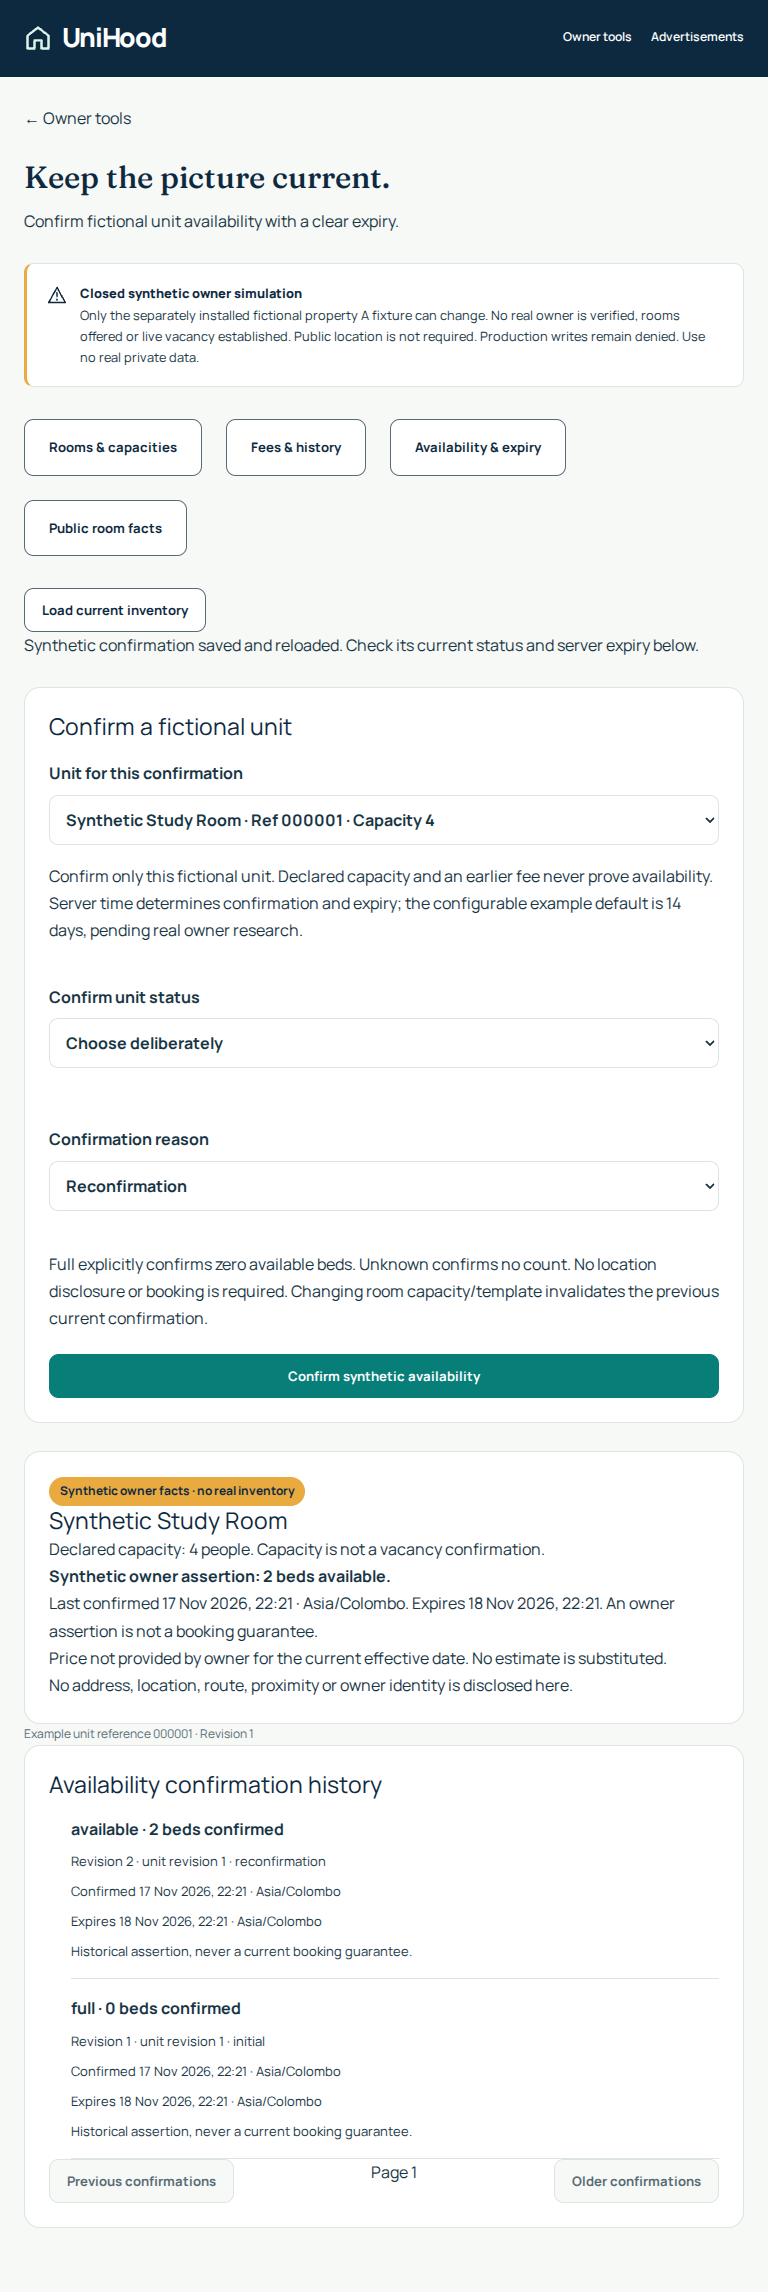 UniHood
Owner tools
Advertisements
← Owner tools
Keep the picture current.
Confirm fictional unit availability with a clear expiry.
Closed synthetic owner simulation
Only the separately installed fictional property A fixture can change. No real owner is verified, rooms
offered or live vacancy established. Public location is not required. Production writes remain denied. Use
no real private data.
Rooms & capacities
Fees & history
Availability & expiry
Public room facts
Load current inventory
Synthetic confirmation saved and reloaded. Check its current status and server expiry below.
Confirm a fictional unit
Unit for this confirmation
Synthetic Study Room · Ref 000001 · Capacity 4
Confirm only this fictional unit. Declared capacity and an earlier fee never prove availability.
Server time determines confirmation and expiry; the configurable example default is 14
days, pending real owner research.
Confirm unit status
Choose deliberately
Confirmation reason
Reconfirmation
Full explicitly confirms zero available beds. Unknown confirms no count. No location
disclosure or booking is required. Changing room capacity/template invalidates the previous
current confirmation.
Confirm synthetic availability
Synthetic owner facts · no real inventory
Synthetic Study Room
Declared capacity: 4 people. Capacity is not a vacancy confirmation.
Synthetic owner assertion: 2 beds available.
Last confirmed 17 Nov 2026, 22:21 · Asia/Colombo. Expires 18 Nov 2026, 22:21. An owner
assertion is not a booking guarantee.
Price not provided by owner for the current effective date. No estimate is substituted.
No address, location, route, proximity or owner identity is disclosed here.
Example unit reference 000001 · Revision 1
Availability confirmation history
available · 2 beds confirmed
Revision 2 · unit revision 1 · reconfirmation
Confirmed 17 Nov 2026, 22:21 · Asia/Colombo
Expires 18 Nov 2026, 22:21 · Asia/Colombo
Historical assertion, never a current booking guarantee.
full · 0 beds confirmed
Revision 1 · unit revision 1 · initial
Confirmed 17 Nov 2026, 22:21 · Asia/Colombo
Expires 18 Nov 2026, 22:21 · Asia/Colombo
Historical assertion, never a current booking guarantee.
Previous confirmations
Page 1
Older confirmations